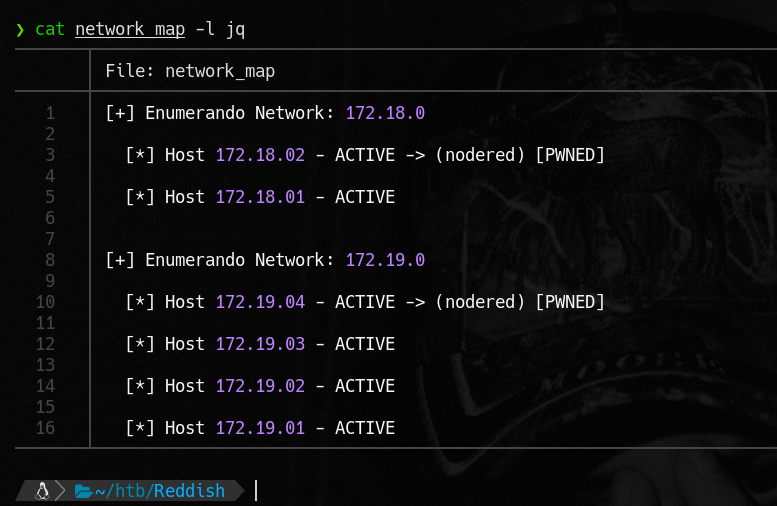 ❯ cat network_map -l jq
File: network_map
1 [+] Enumerando Network: 172.18.0
2
3 [*] Host 172.18.02 - ACTIVE -> (nodered) [PWNED]
4
5 [*] Host 172.18.01 - ACTIVE
6
7
8 [+] Enumerando Network: 172.19.0
9
10 [*] Host 172.19.04 - ACTIVE -> (nodered) [PWNED]
11
12 [*] Host 172.19.03 - ACTIVE
13
14 [*] Host 172.19.02 - ACTIVE
15
16 [*] Host 172.19.01 - ACTIVE
~/htb/Reddish